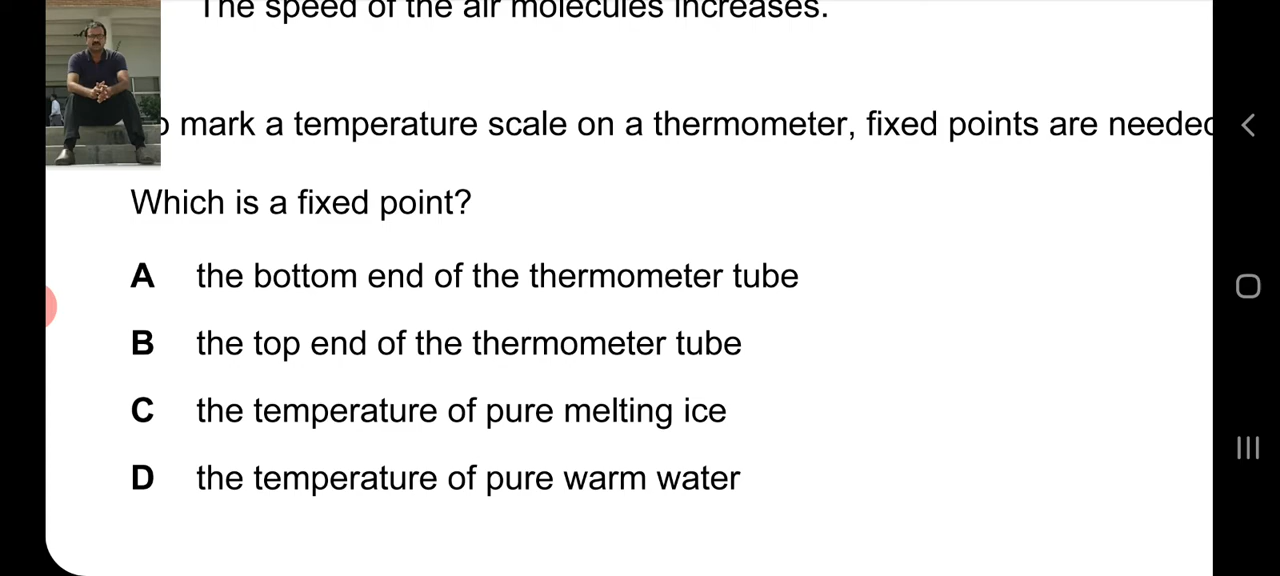 The speed of the air molecules increases.
mark a temperature scale on a thermometer, fixed points are needed
Which is a fixed point?
A the bottom end of the thermometer tube
B the top end of the thermometer tube
C the temperature of pure melting ice
D the temperature of pure warm water